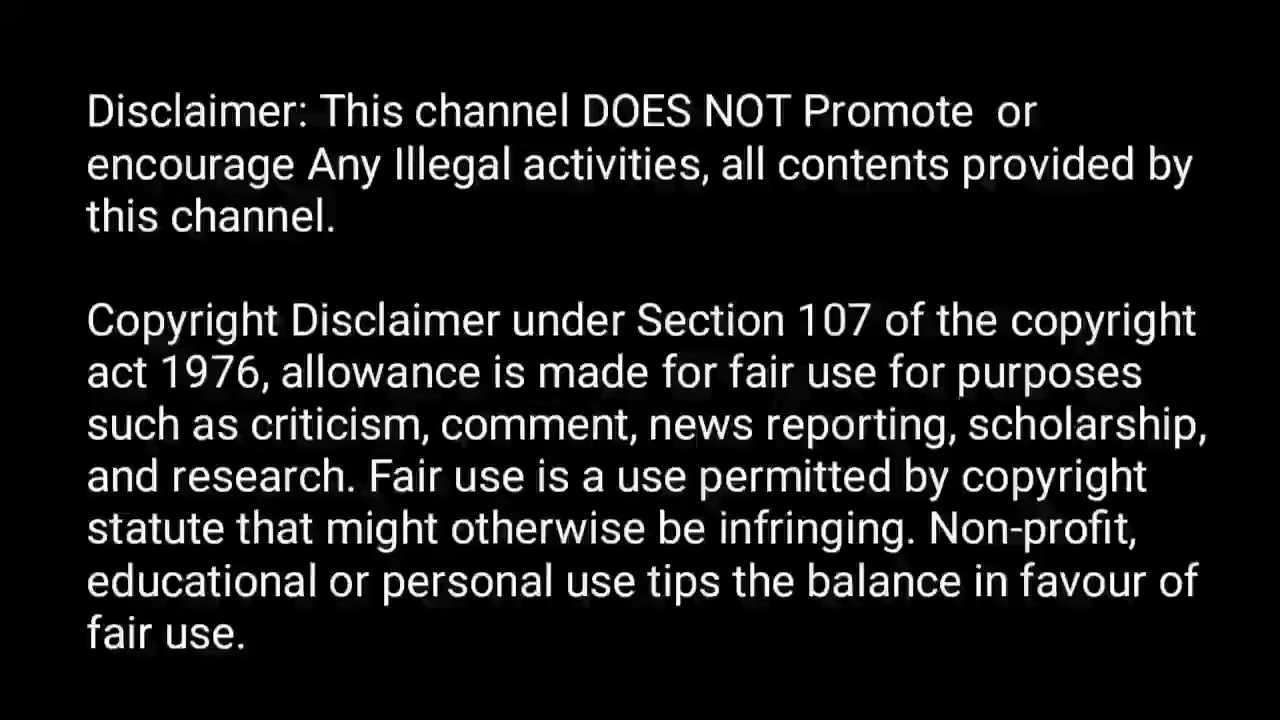 Disclaimer: This channel DOES NOT Promote  or
encourage Any Illegal activities, all contents provided by
this channel.
Copyright Disclaimer under Section 107 of the copyright
act 1976, allowance is made for fair use for purposes
such as criticism, comment, news reporting, scholarship,
and research. Fair use is a use permitted by copyright
statute that might otherwise be infringing. Non-profit,
educational or personal use tips the balance in favour of
fair use.